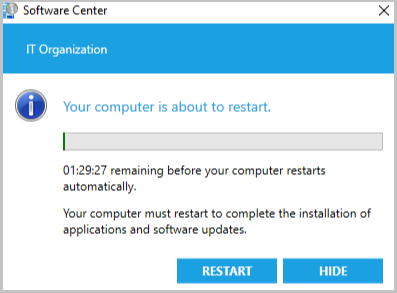 Software Center
IT Organization
Your computer is about to restart.
01:29:27 remaining before your computer restarts
automatically.
Your computer must restart to complete the installation of
applications and software updates.
RESTART
HIDE